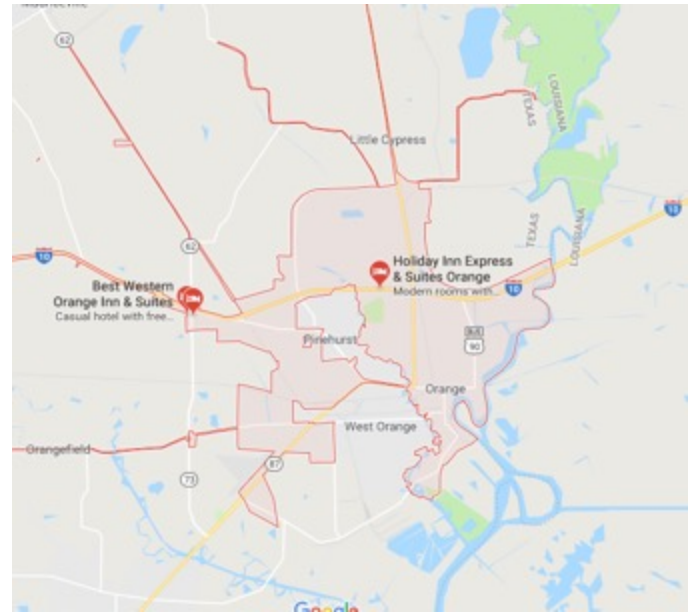 62
Little Cypress
TEXAS
LOUISIANA
10
TEXAS
LOUISIANA
62
10
Holiday Inn Express
& Suites Orange
Modern rooms with...
10
Best Western
Orange Inn & Suites
Casual hotel with free...
Pinehurst
BUS
90
Orange
West Orange
Orangefield
87
73
Google